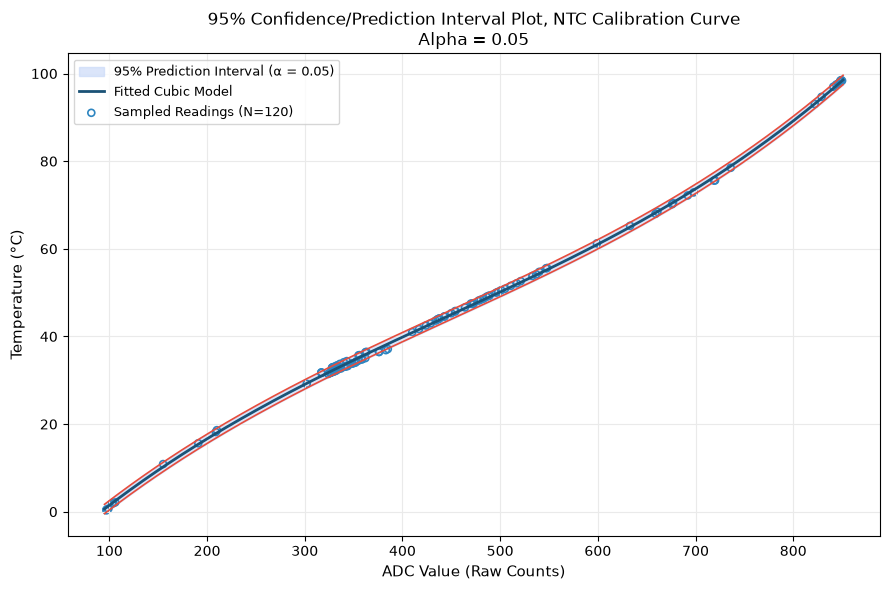 95% Confidence/Prediction Interval Plot, NTC Calibration Curve
Alpha = 0.05
95% Prediction Interval (α = 0.05)
Fitted Cubic Model
Sampled Readings (N=120)
Temperature (°C)
100
80
60
40
20
0
100 200 300 400 500 600 700 800
ADC Value (Raw Counts)